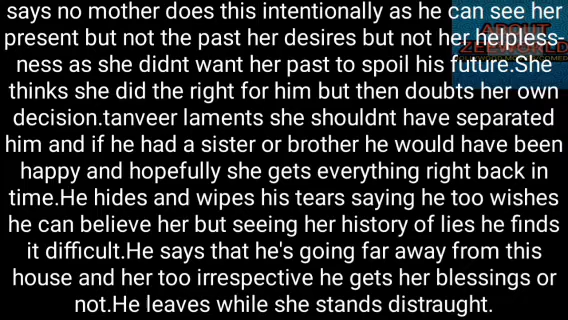 says no mother does this intentionally as he can see her
present but not the past her desires but not her helpless-
ness as she didnt want her past to spoil his future.She
thinks she did the right for him but then doubts her own
decision.tanveer laments she shouldnt have separated
him and if he had a sister or brother he would have been
happy and hopefully she gets everything right back in
time.He hides and wipes his tears saying he too wishes
he can believe her but seeing her history of lies he finds
it difficult.He says that he's going far away from this
house and her too irrespective he gets her blessings or
not.He leaves while she stands distraught.
ABOUT
ZEEWORLD